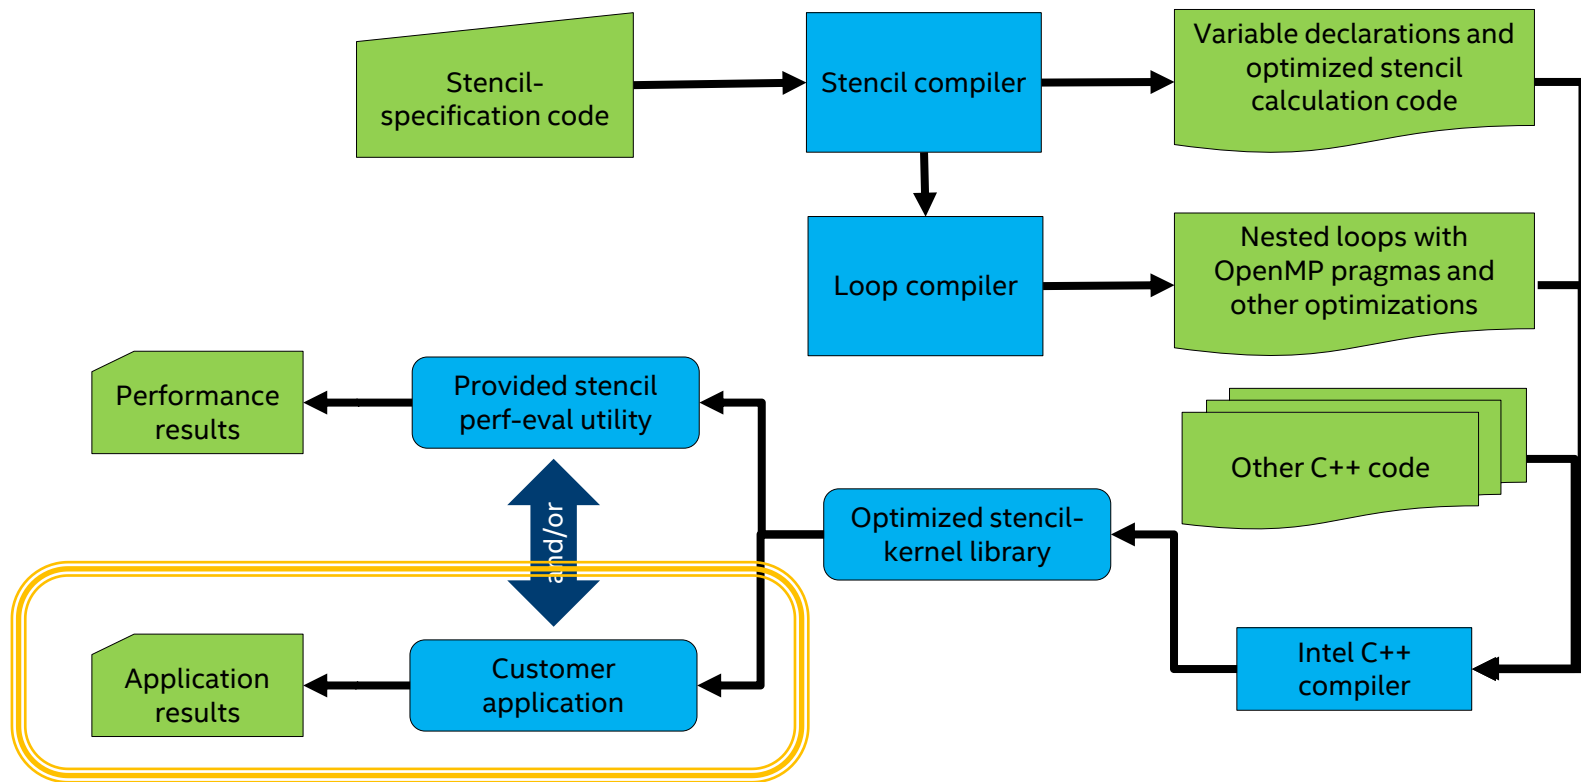 Stencil-
specification code
Stencil compiler
Variable declarations and
optimized stencil
calculation code
Loop compiler
Nested loops with
OpenMP pragmas and
other optimizations
Performance
results
Provided stencil
perf-eval utility
Other C++ code
and/or
Optimized stencil-
kernel library
Application
results
Customer
application
Intel C++
compiler